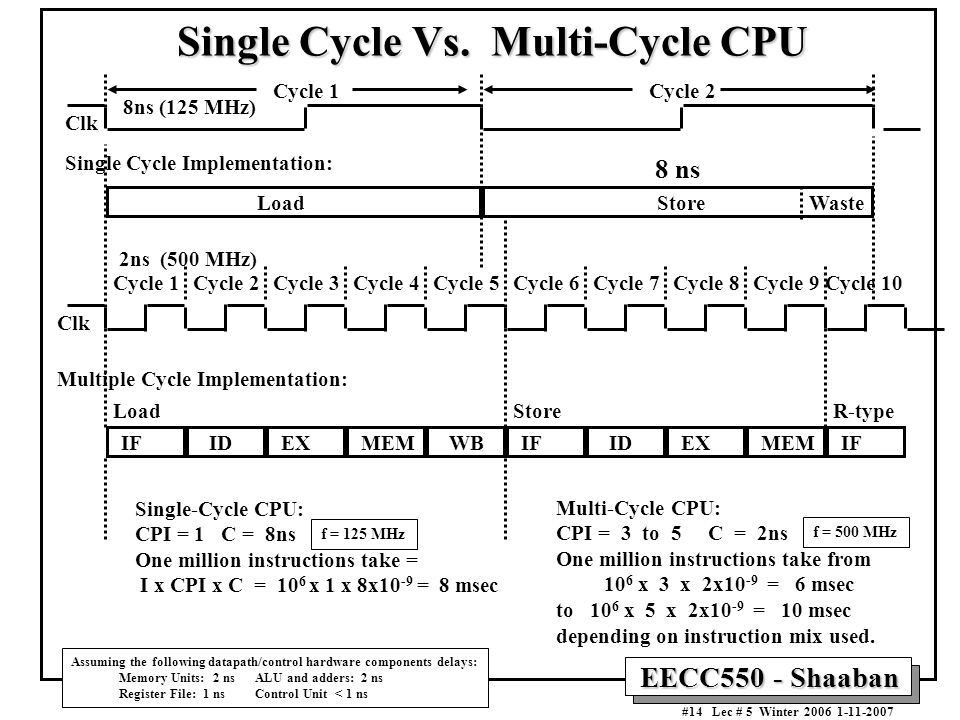 Single Cycle Vs. Multi-Cycle CPU
Cycle 1
Cycle 2
8ns (125 MHz)
Clk
Single Cycle Implementation:
8 ns
Load
Store
Waste
2ns (500 MHz)
Cycle 1 Cycle 2 Cycle 3 Cycle 4 Cycle 5 Cycle 6 Cycle 7 Cycle 8 Cycle 9 Cycle 10
Clk
Multiple Cycle Implementation:
Load
Store
R-type
IF ID EX MEM WB IF ID EX MEM IF
Single-Cycle CPU:
CPI = 1 C = 8ns
f = 125 MHz
One million instructions take =
I x CPI x C = 10⁶ x 1 x 8x10⁻⁹ = 8 msec
Multi-Cycle CPU:
CPI = 3 to 5 C = 2ns
f = 500 MHz
One million instructions take from
10⁶ x 3 x 2x10⁻⁹ = 6 msec
to 10⁶ x 5 x 2x10⁻⁹ = 10 msec
depending on instruction mix used.
Assuming the following datapath/control hardware components delays:
Memory Units: 2 ns ALU and adders: 2 ns
Register File: 1 ns Control Unit < 1 ns
EECC550 - Shaaban
#14 Lec # 5 Winter 2006 1-11-2007